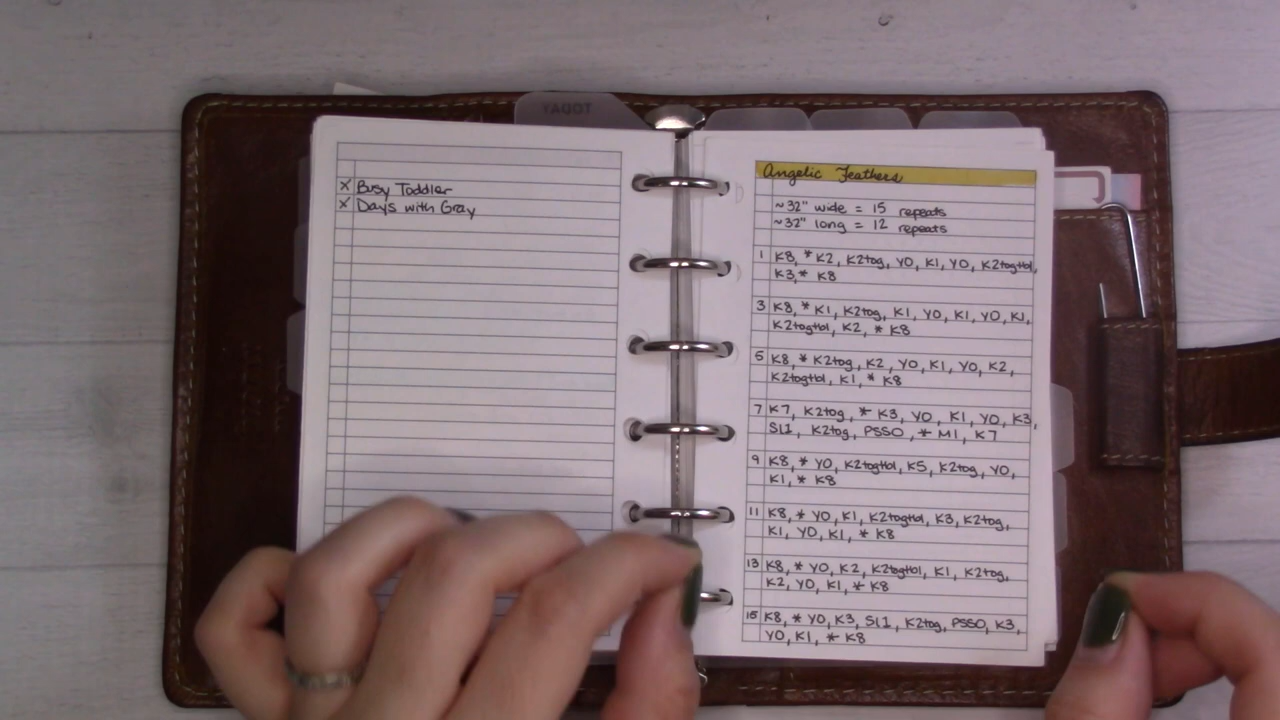 TODAY
X Busy Toddler
X Days with Gray
Angelic Feathers
~32" wide = 15 repeats
~32" long = 12 repeats
1 K8, * K2, K2tog, YO, K1, YO, K2togtbl,
K3,* K8
3 K8, * K1, K2tog, K1, YO, K1, YO, K1,
K2togtbl, K2, * K8
5 K8, * K2tog, K2, YO, K1, YO, K2,
K2togtbl, K1, * K8
7 K7, K2tog, * K3, YO, K1, YO, K3,
Sl1, K2tog, PSSO, * M1, K7
9 K8, * YO, K2togtbl, K5, K2tog, YO,
K1, * K8
11 K8, * YO, K1, K2togtbl, K3, K2tog,
K1, YO, K1, * K8
13 K8, * YO, K2, K2togtbl, K1, K2tog,
K2, YO, K1, * K8
15 K8, * YO, K3, Sl1, K2tog, PSSO, K3,
YO, K1, * K8